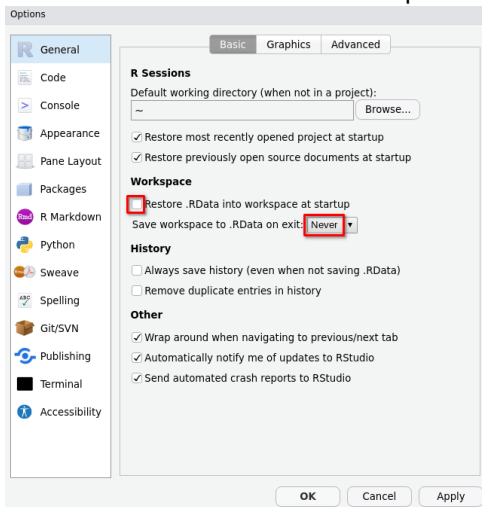 Options
General
Code
Console
Appearance
Pane Layout
Packages
Rmd R Markdown
Python
Sweave
ABC Spelling
Git/SVN
Publishing
Terminal
Accessibility
Basic Graphics Advanced
R Sessions
Default working directory (when not in a project):
~ Browse...
Restore most recently opened project at startup
Restore previously open source documents at startup
Workspace
Restore .RData into workspace at startup
Save workspace to .RData on exit: Never
History
Always save history (even when not saving .RData)
Remove duplicate entries in history
Other
Wrap around when navigating to previous/next tab
Automatically notify me of updates to RStudio
Send automated crash reports to RStudio
OK Cancel Apply